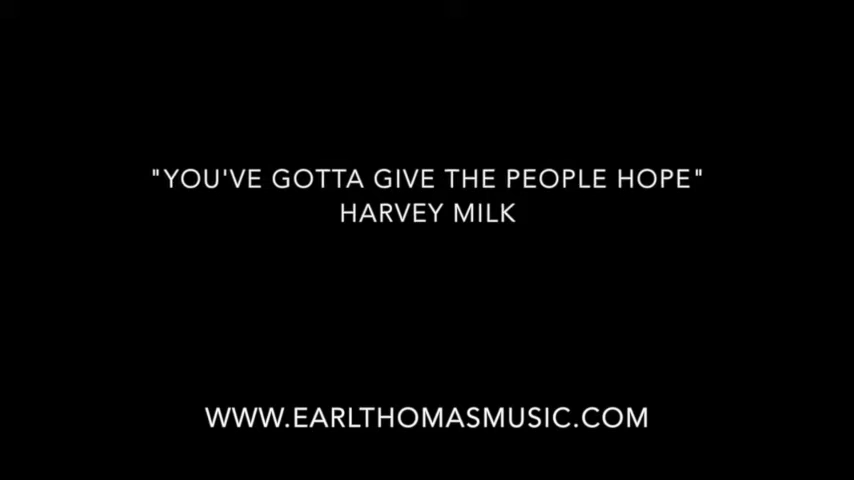 "YOU'VE GOTTA GIVE THE PEOPLE HOPE"
HARVEY MILK
WWW.EARLTHOMASMUSIC.COM